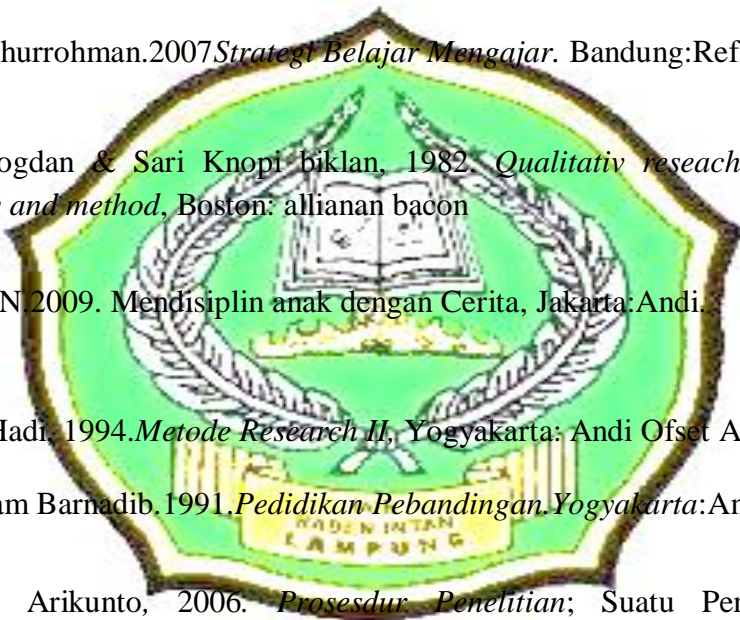 hurrohman.2007Strategi Belajar Mengajar. Bandung:Ref
ogdan & Sari Knopi biklan, 1982. Qualitativ reseach
and method, Boston: allianan bacon
N.2009. Mendisiplin anak dengan Cerita, Jakarta:Andi.
Hadi, 1994.Metode Research II, Yogyakarta: Andi Ofset A
am Barnadib.1991.Pedidikan Pebandingan.Yogyakarta:An
RADEN INTAN
LAMPUNG
Arikunto, 2006. Prosesdur Penelitian; Suatu Pen